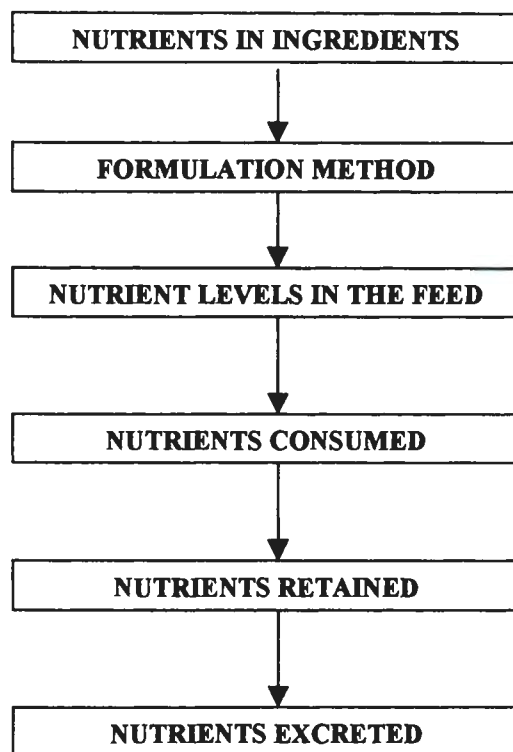 NUTRIENTS IN INGREDIENTS
FORMULATION METHOD
NUTRIENT LEVELS IN THE FEED
NUTRIENTS CONSUMED
NUTRIENTS RETAINED
NUTRIENTS EXCRETED